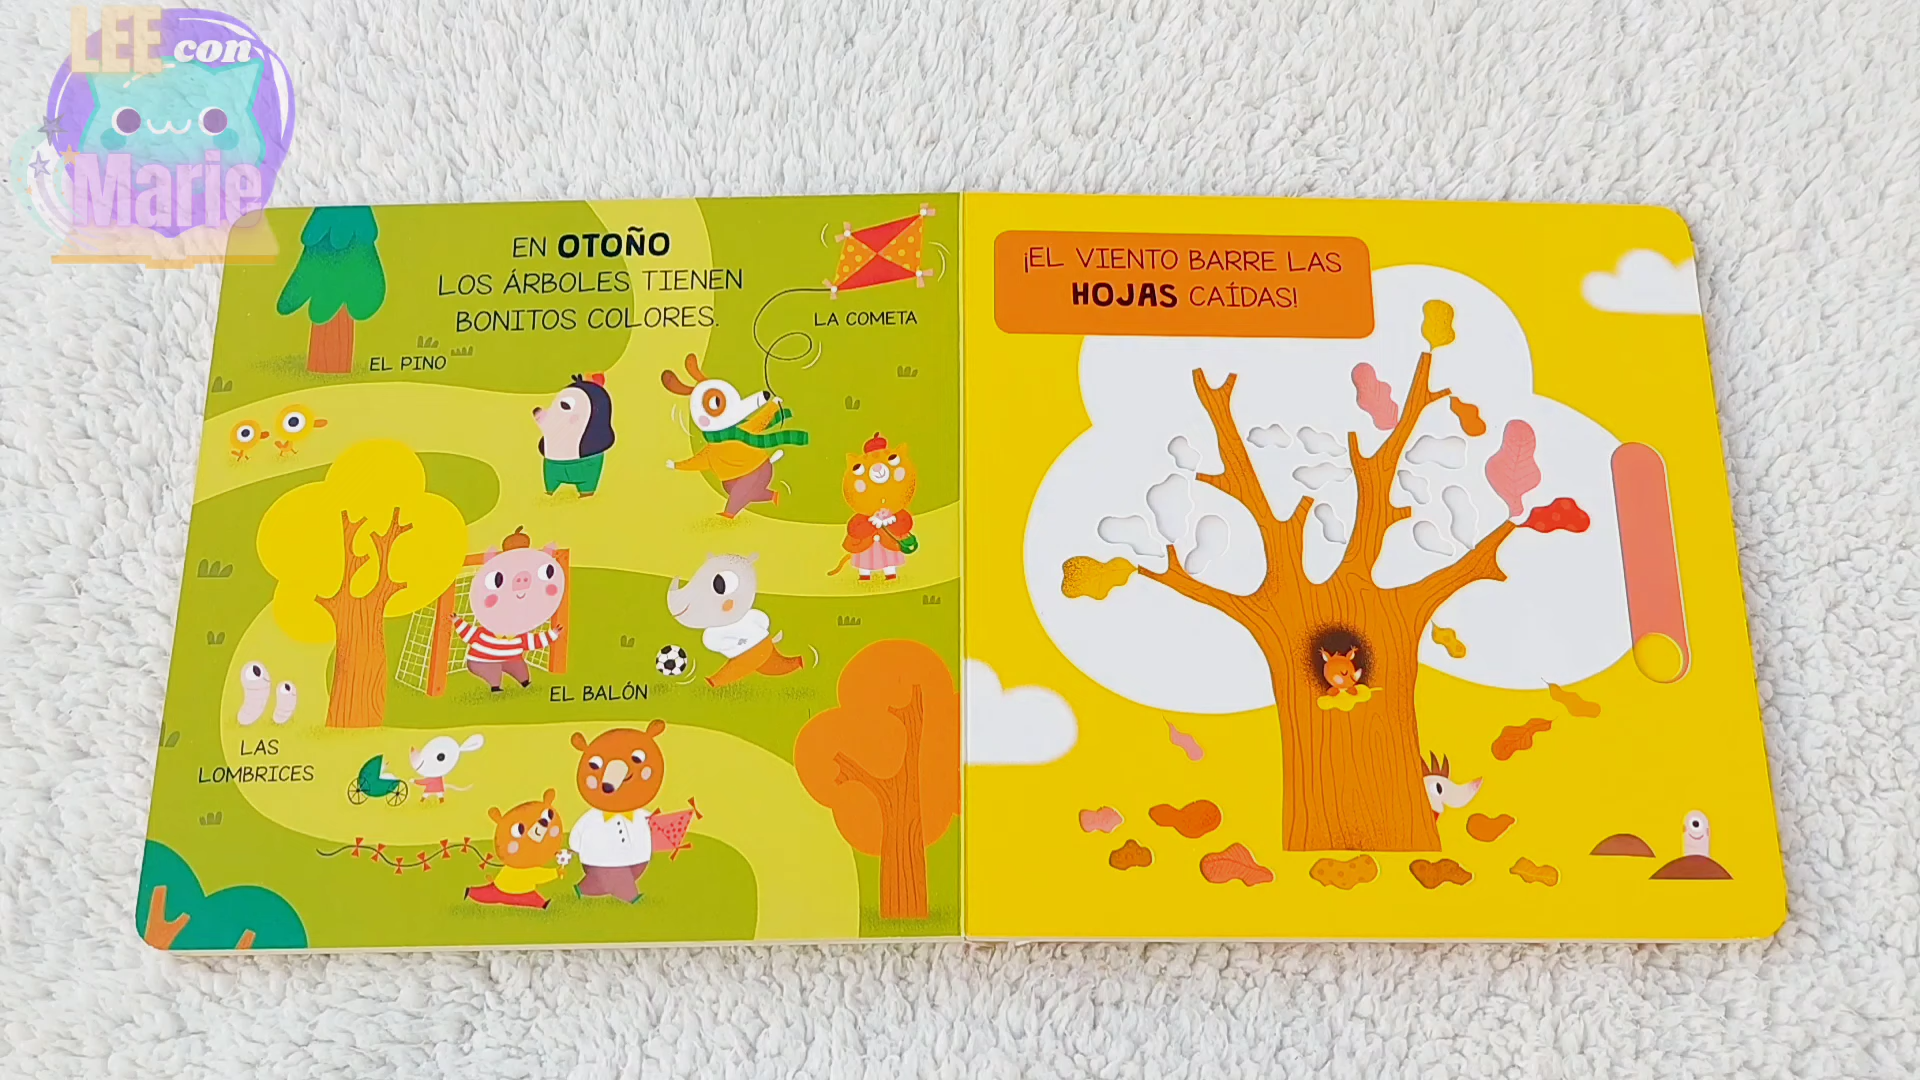 LEE con
Marie
EN OTOÑO
LOS ÁRBOLES TIENEN
BONITOS COLORES.
LA COMETA
EL PINO
EL BALÓN
LAS
LOMBRICES
¡EL VIENTO BARRE LAS
HOJAS CAÍDAS!